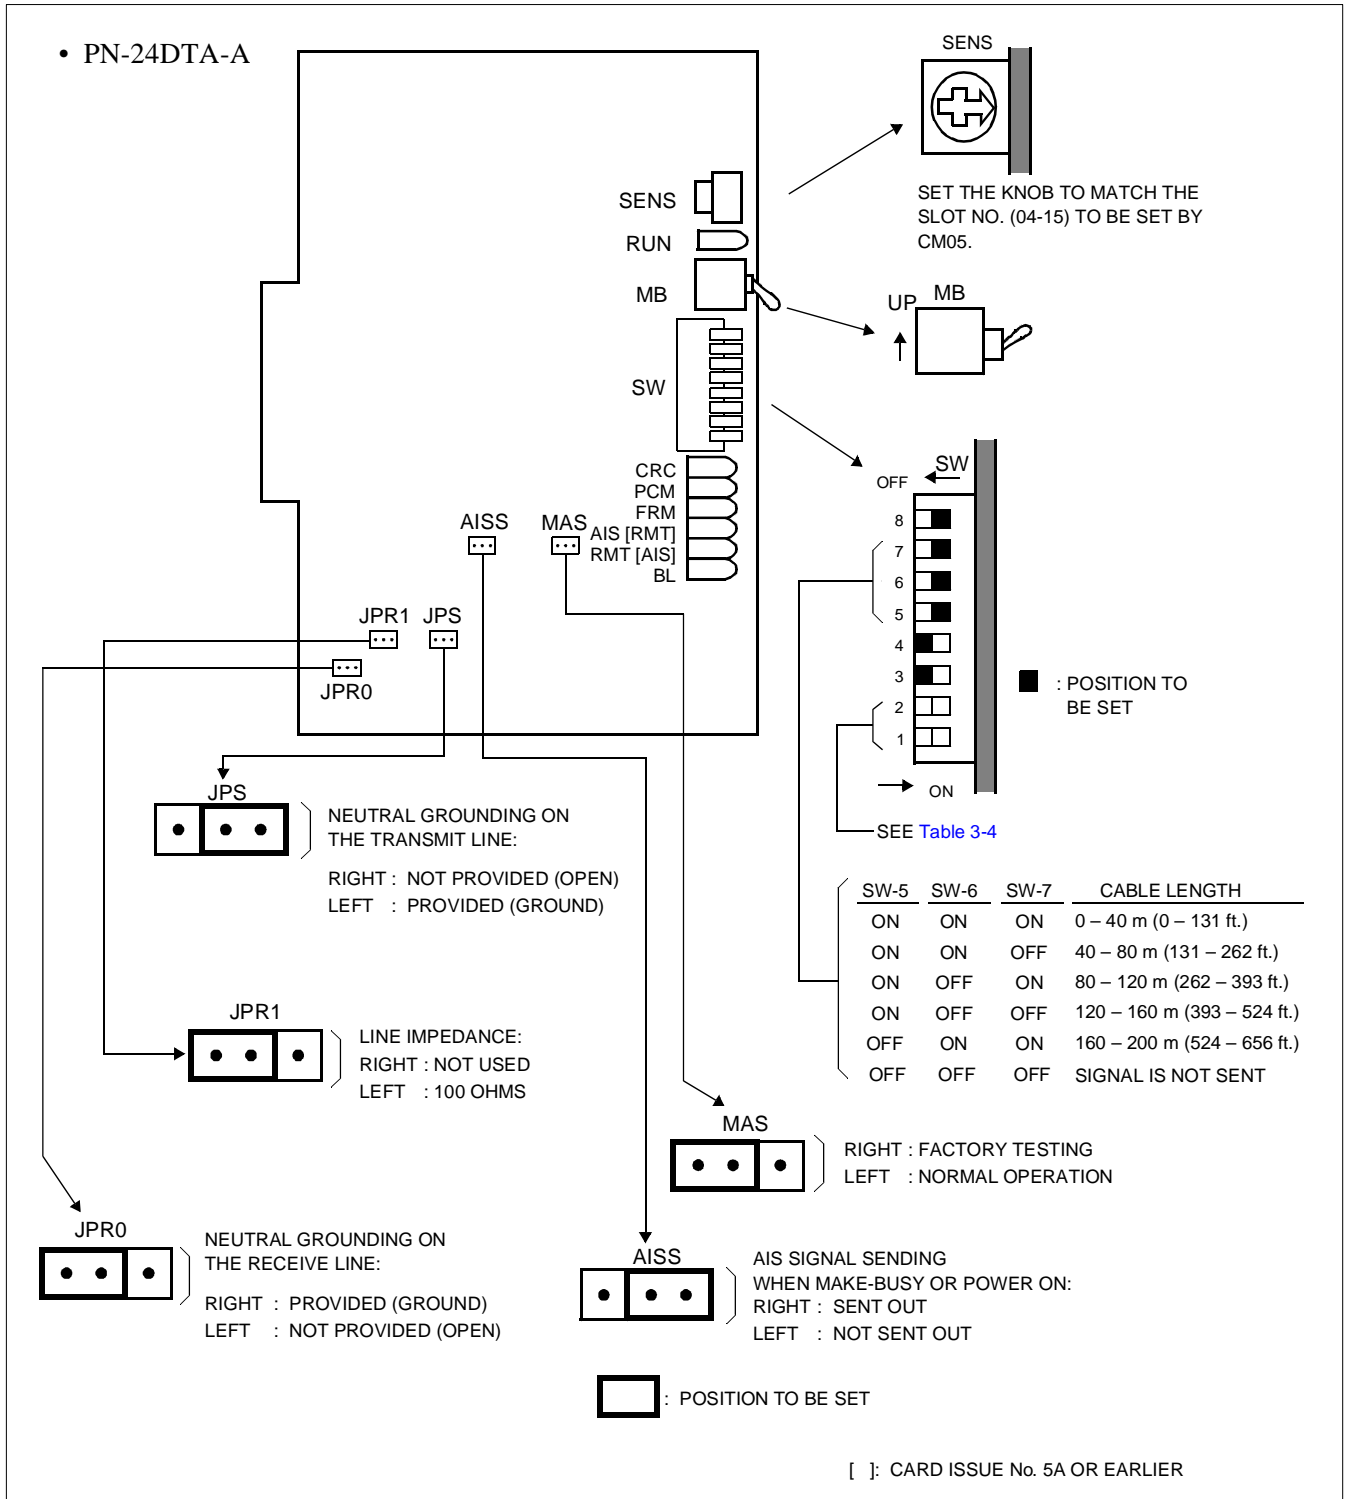 • PN-24DTA-A
SENS
SET THE KNOB TO MATCH THE
SLOT NO. (04-15) TO BE SET BY
CM05.
SENS
RUN
MB
UP
MB
SW
CRC
PCM
FRM
AIS [RMT]
RMT [AIS]
BL
AISS
MAS
JPR1
JPS
JPR0
OFF
SW
8
7
6
5
4
3
2
1
ON
: POSITION TO
BE SET
SEE Table 3-4
JPS
NEUTRAL GROUNDING ON
THE TRANSMIT LINE:
RIGHT : NOT PROVIDED (OPEN)
LEFT : PROVIDED (GROUND)
SW-5 SW-6 SW-7 CABLE LENGTH
ON ON ON 0 – 40 m (0 – 131 ft.)
ON ON OFF 40 – 80 m (131 – 262 ft.)
ON OFF ON 80 – 120 m (262 – 393 ft.)
ON OFF OFF 120 – 160 m (393 – 524 ft.)
OFF ON ON 160 – 200 m (524 – 656 ft.)
OFF OFF OFF SIGNAL IS NOT SENT
JPR1
LINE IMPEDANCE:
RIGHT : NOT USED
LEFT : 100 OHMS
MAS
RIGHT : FACTORY TESTING
LEFT : NORMAL OPERATION
JPR0
NEUTRAL GROUNDING ON
THE RECEIVE LINE:
RIGHT : PROVIDED (GROUND)
LEFT : NOT PROVIDED (OPEN)
AISS
AIS SIGNAL SENDING
WHEN MAKE-BUSY OR POWER ON:
RIGHT : SENT OUT
LEFT : NOT SENT OUT
: POSITION TO BE SET
[ ]: CARD ISSUE No. 5A OR EARLIER